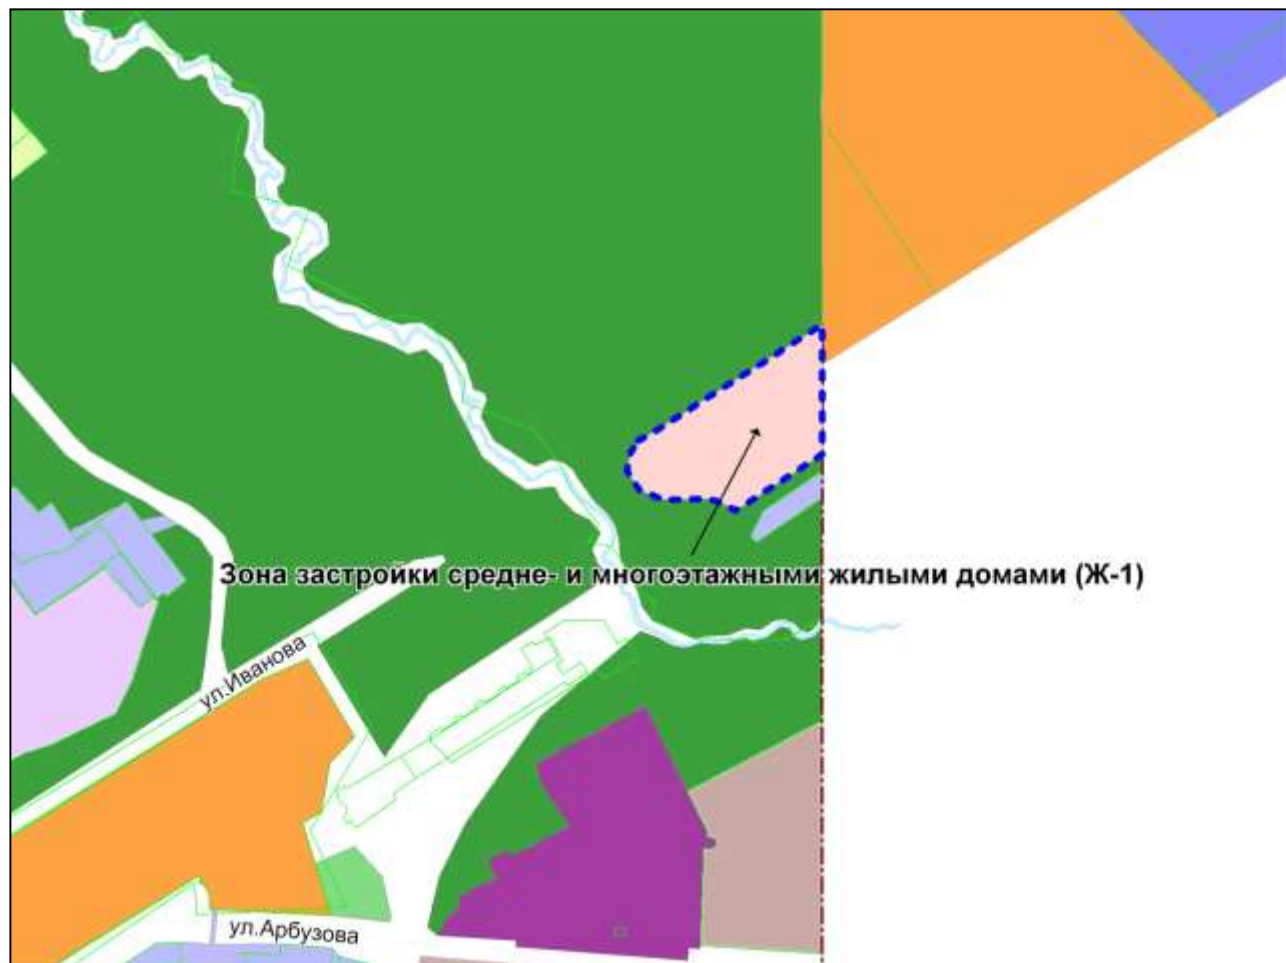 Зона застройки средне- и многоэтажными жилыми домами (Ж-1)
ул.Иванова
ул.Арбузова